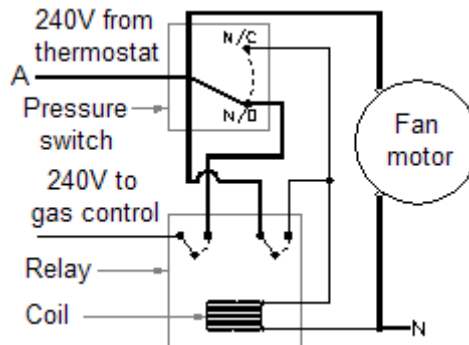 240V from
thermostat
N/C
A
N/O
Pressure
switch
Fan
motor
240V to
gas control
Relay
Coil
N